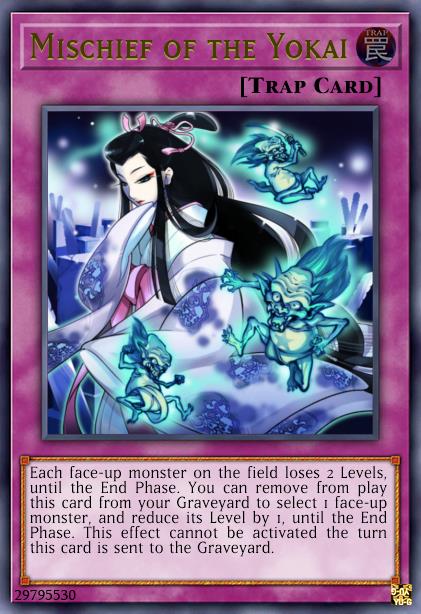 Mischief of the Yokai
TRAP
罠
[Trap Card]
Each face-up monster on the field loses 2 Levels,
until the End Phase. You can remove from play
this card from your Graveyard to select 1 face-up
monster, and reduce its Level by 1, until the End
Phase. This effect cannot be activated the turn
this card is sent to the Graveyard.
29795530